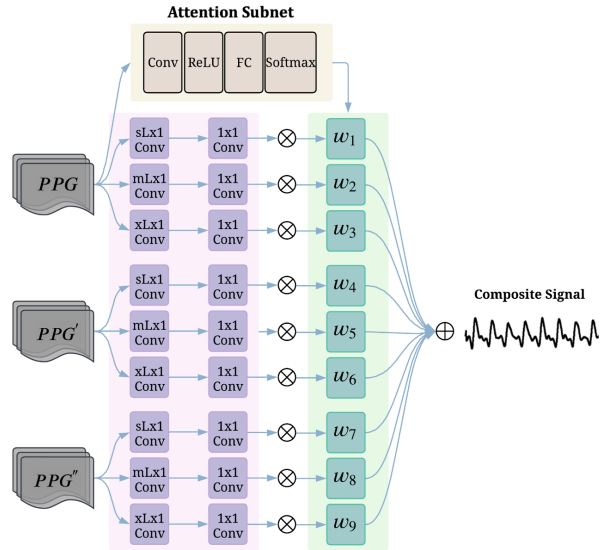 Attention Subnet
Conv ReLU FC Softmax
PPG
sLx1 Conv
1x1 Conv
w1
mLx1 Conv
1x1 Conv
w2
xLx1 Conv
1x1 Conv
w3
PPG′
sLx1 Conv
1x1 Conv
w4
mLx1 Conv
1x1 Conv
w5
xLx1 Conv
1x1 Conv
w6
PPG″
sLx1 Conv
1x1 Conv
w7
mLx1 Conv
1x1 Conv
w8
xLx1 Conv
1x1 Conv
w9
Composite Signal